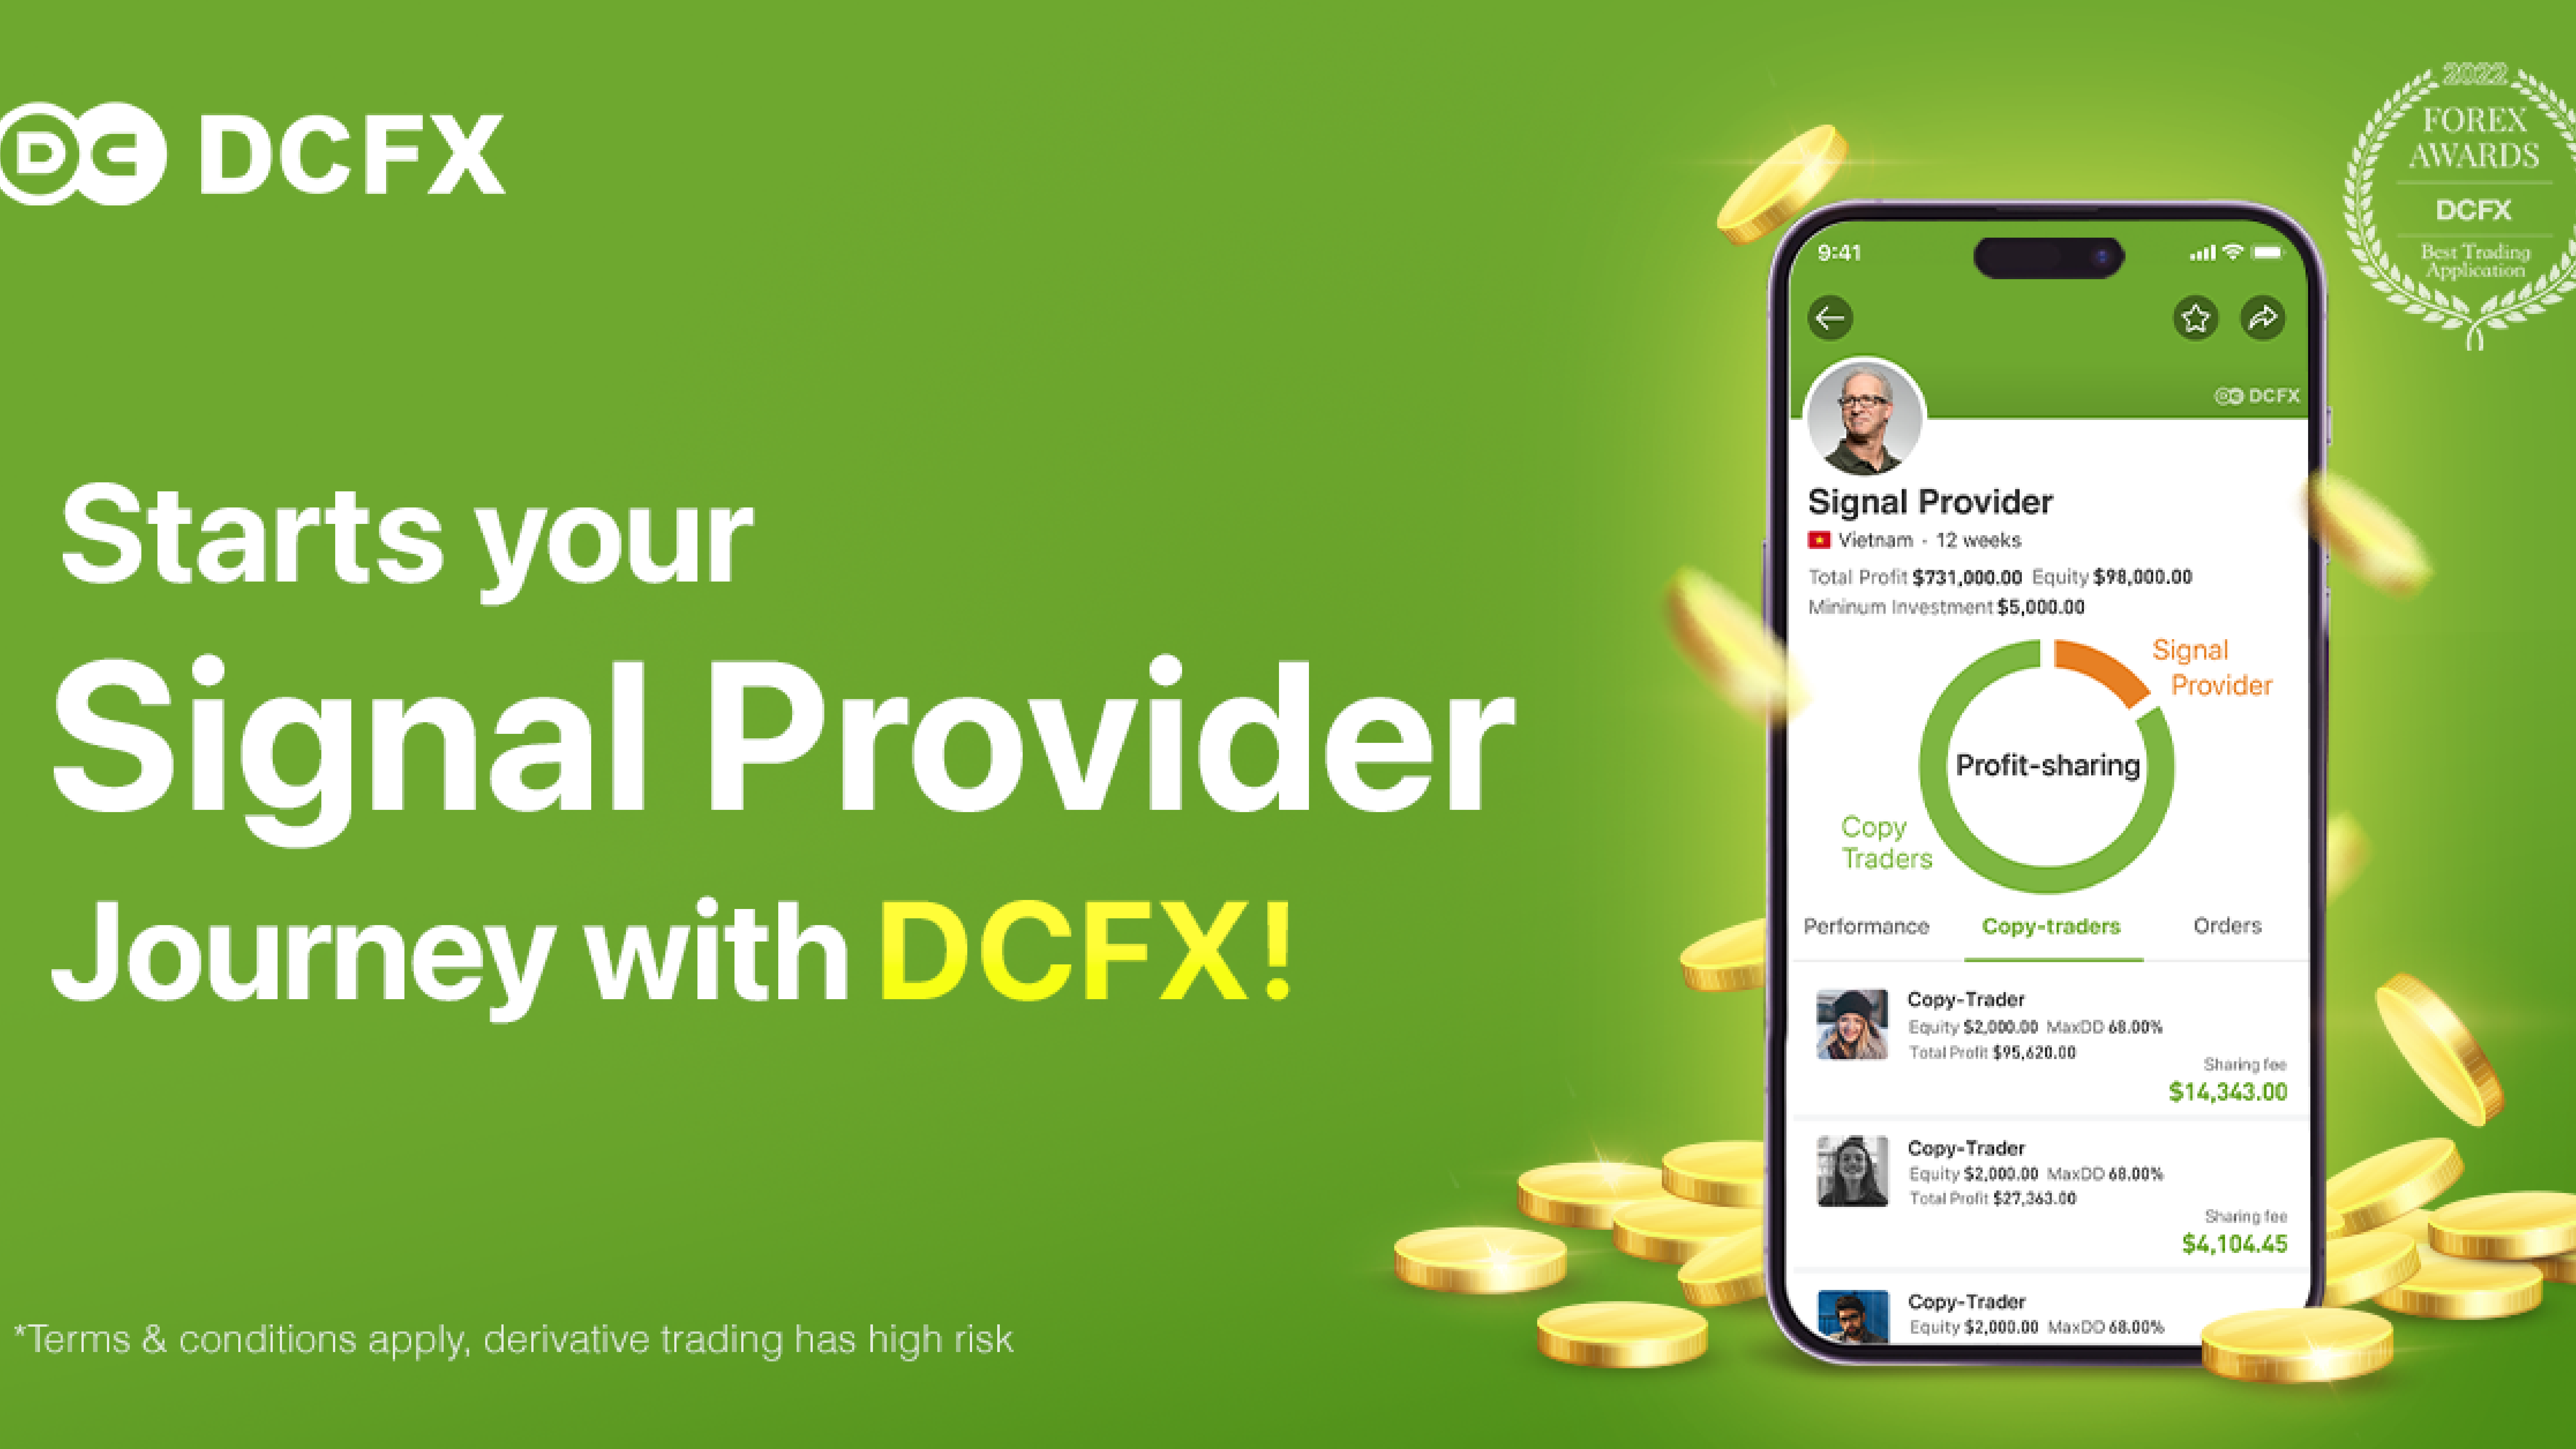 DC DCFX
Starts your
Signal Provider
Journey with DCFX!
*Terms & conditions apply, derivative trading has high risk
2022
FOREX
AWARDS
DCFX
Best Trading
Application
9:41
DCFX
Signal Provider
Vietnam · 12 weeks
Total Profit $731,000.00 Equity $98,000.00
Mininum Investment $5,000.00
Signal
Provider
Profit-sharing
Copy
Traders
Performance Copy-traders Orders
Copy-Trader
Equity $2,000.00 MaxDD 68.00%
Total Profit $95,620.00
Sharing fee
$14,343.00
Copy-Trader
Equity $2,000.00 MaxDD 68.00%
Total Profit $27,363.00
Sharing fee
$4,104.45
Copy-Trader
Equity $2,000.00 MaxDD 68.00%